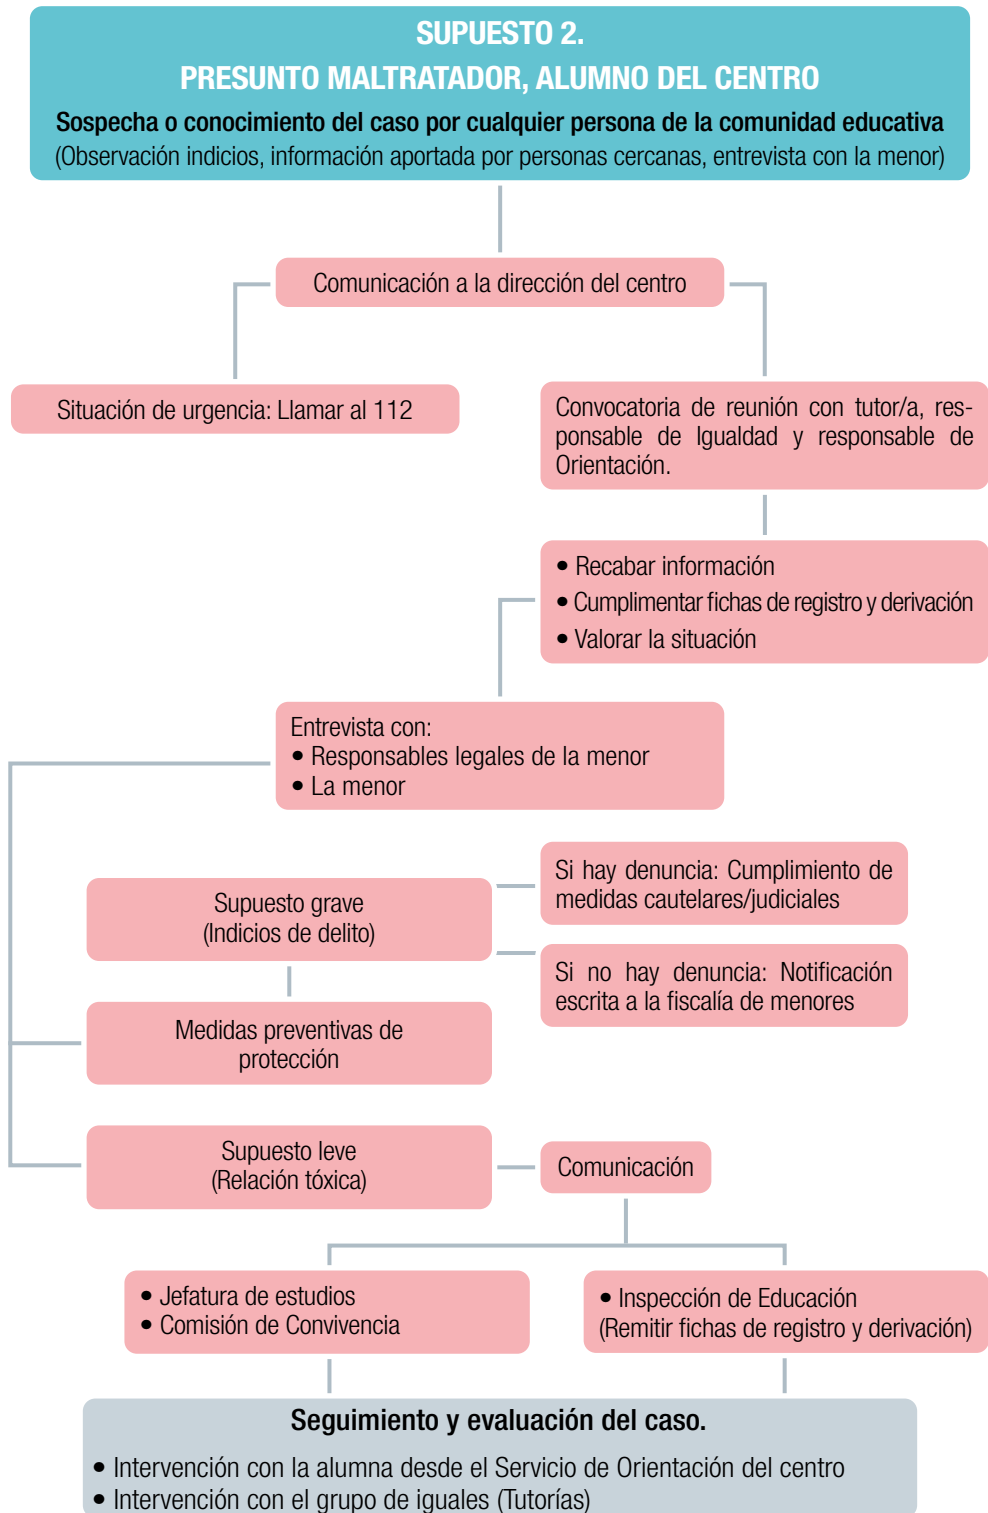 SUPUESTO 2.
PRESUNTO MALTRATADOR, ALUMNO DEL CENTRO
Sospecha o conocimiento del caso por cualquier persona de la comunidad educativa
(Observación indicios, información aportada por personas cercanas, entrevista con la menor)
Comunicación a la dirección del centro
Situación de urgencia: Llamar al 112
Convocatoria de reunión con tutor/a, res-
ponsable de Igualdad y responsable de
Orientación.
• Recabar información
• Cumplimentar fichas de registro y derivación
• Valorar la situación
Entrevista con:
• Responsables legales de la menor
• La menor
Si hay denuncia: Cumplimiento de
medidas cautelares/judiciales
Supuesto grave
(Indicios de delito)
Si no hay denuncia: Notificación
escrita a la fiscalía de menores
Medidas preventivas de
protección
Supuesto leve
(Relación tóxica)
Comunicación
• Jefatura de estudios
• Comisión de Convivencia
• Inspección de Educación
(Remitir fichas de registro y derivación)
Seguimiento y evaluación del caso.
• Intervención con la alumna desde el Servicio de Orientación del centro
• Intervención con el grupo de iguales (Tutorías)